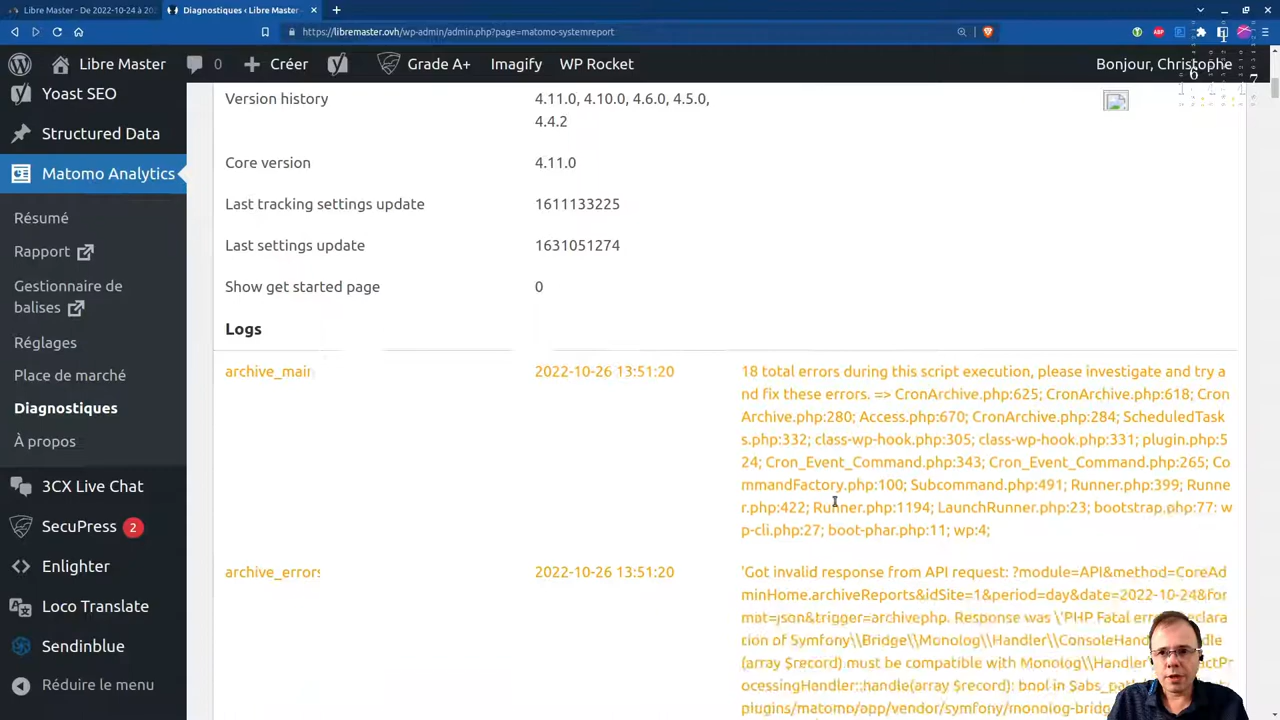 Libre Master - De 2022-10-24 à 202
Diagnostiques ‹ Libre Master
https://libremaster.ovh/wp-admin/admin.php?page=matomo-systemreport
Libre Master
0
Créer
Grade A+
Imagify
WP Rocket
Bonjour, Christophe
Yoast SEO
Structured Data
Matomo Analytics
Résumé
Rapport
Gestionnaire de
balises
Réglages
Place de marché
Diagnostiques
À propos
3CX Live Chat
SecuPress 2
Enlighter
Loco Translate
Sendinblue
Réduire le menu
Version history
4.11.0, 4.10.0, 4.6.0, 4.5.0,
4.4.2
Core version
4.11.0
Last tracking settings update
1611133225
Last settings update
1631051274
Show get started page
0
Logs
archive_main
2022-10-26 13:51:20
18 total errors during this script execution, please investigate and try a
nd fix these errors. => CronArchive.php:625; CronArchive.php:618; Cron
Archive.php:280; Access.php:670; CronArchive.php:284; ScheduledTask
s.php:332; class-wp-hook.php:305; class-wp-hook.php:331; plugin.php:5
24; Cron_Event_Command.php:343; Cron_Event_Command.php:265; Co
mmandFactory.php:100; Subcommand.php:491; Runner.php:399; Runne
r.php:422; Runner.php:1194; LaunchRunner.php:23; bootstrap.php:77; w
p-cli.php:27; boot-phar.php:11; wp:4;
archive_errors
2022-10-26 13:51:20
'Got invalid response from API request: ?module=API&method=CoreAd
minHome.archiveReports&idSite=1&period=day&date=2022-10-24&for
mat=json&trigger=archivephp. Response was \'PHP Fatal
tion of Symfony\\Bridge\\Monolog\\Handler\\
(array $record) must be compatible with Monolog\\Handler
ocessingHandler::handle(array $record): bool in
plugins/matomo/app/vendor/symfony/